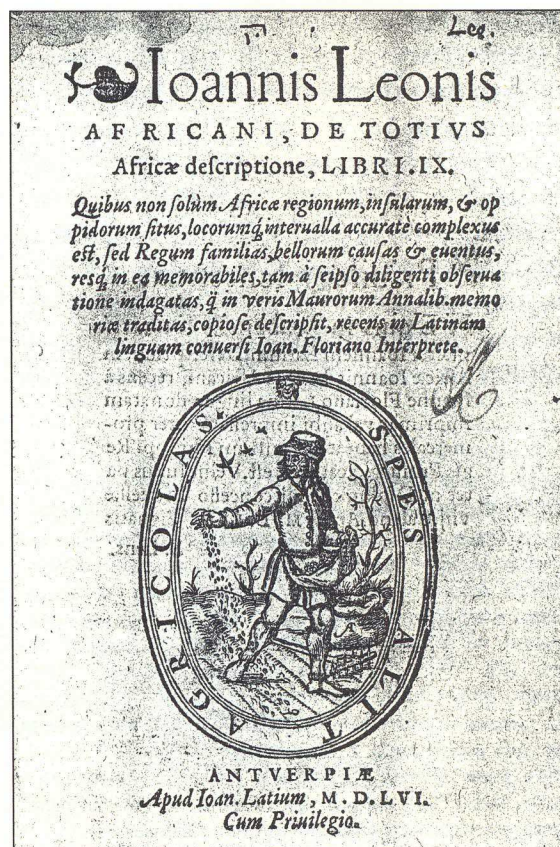 Leo.
Ioannis Leonis
AFRICANI, DE TOTIVS
Africæ deſcriptione, LIBRI.IX.
Quibus non ſolùm Africæ regionum, inſularum, & op
pidorum ſitus, locorumq́ interualla accuratè complexus
eſt, ſed Regum familias, bellorum cauſas & euentus,
resq́ in ea memorabiles, tam à ſeipſo diligenti obſerua
tione indagatas, q̃ in veris Maurorum Annalib. memo
riæ traditas, copioſe deſcripſit, recens in Latinam
linguam conuerſi Ioan. Floriano Interprete.
SPES ALIT AGRICOLAS.
ANTVERPIÆ
Apud Ioan. Latium, M. D. LVI.
Cum Priuilegio.